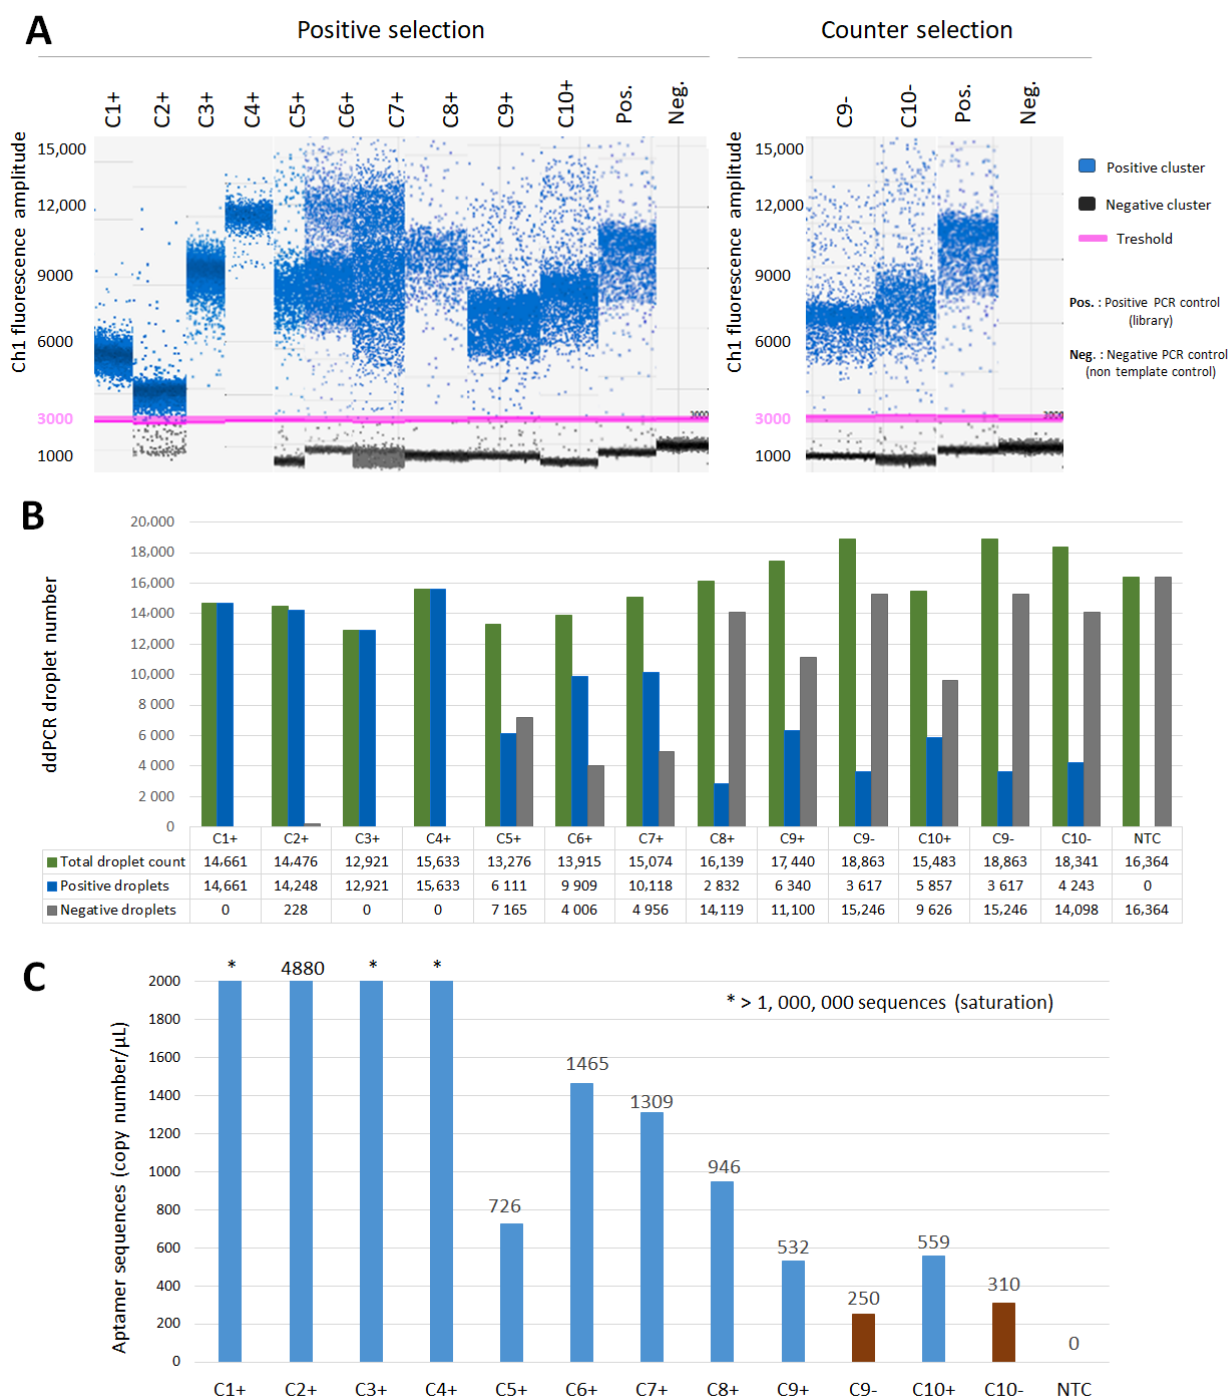 A
Positive selection
Counter selection
C1+ C2+ C3+ C4+ C5+ C6+ C7+ C8+ C9+ C10+ Pos. Neg.
C9- C10- Pos. Neg.
Ch1 fluorescence amplitude
15,000
12,000
9000
6000
3000
1000
3000
Ch1 fluorescence amplitude
15,000
12,000
9000
6000
3000
1000
3000
Positive cluster
Negative cluster
Treshold
Pos. : Positive PCR control
(library)
Neg. : Negative PCR control
(non template control)
B
ddPCR droplet number
20,000
18,000
16,000
14,000
12,000
10,000
8 000
6 000
4 000
2 000
0
C1+ C2+ C3+ C4+ C5+ C6+ C7+ C8+ C9+ C9- C10+ C9- C10- NTC
Total droplet count 14,661 14,476 12,921 15,633 13,276 13,915 15,074 16,139 17,440 18,863 15,483 18,863 18,341 16,364
Positive droplets 14,661 14,248 12,921 15,633 6 111 9 909 10,118 2 832 6 340 3 617 5 857 3 617 4 243 0
Negative droplets 0 228 0 0 7 165 4 006 4 956 14,119 11,100 15,246 9 626 15,246 14,098 16,364
C
Aptamer sequences (copy number/µL)
2000
1800
1600
1400
1200
1000
800
600
400
200
0
* 4880 * *
* > 1, 000, 000 sequences (saturation)
726 1465 1309 946 532 250 559 310 0
C1+ C2+ C3+ C4+ C5+ C6+ C7+ C8+ C9+ C9- C10+ C10- NTC